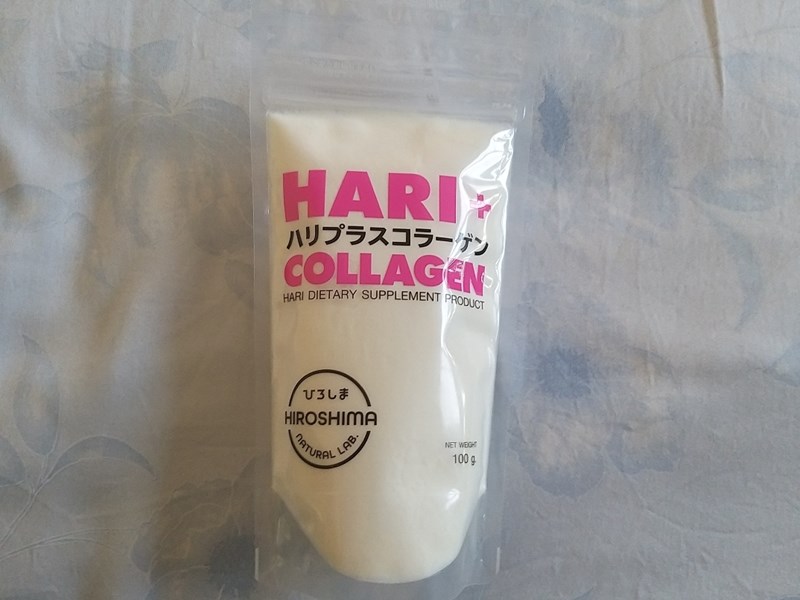 HARI +
ハリプラスコラーゲン
COLLAGEN
HARI DIETARY SUPPLEMENT PRODUCT
ひろしま
HIROSHIMA
NATURAL LAB.
NET WEIGHT
100 g.